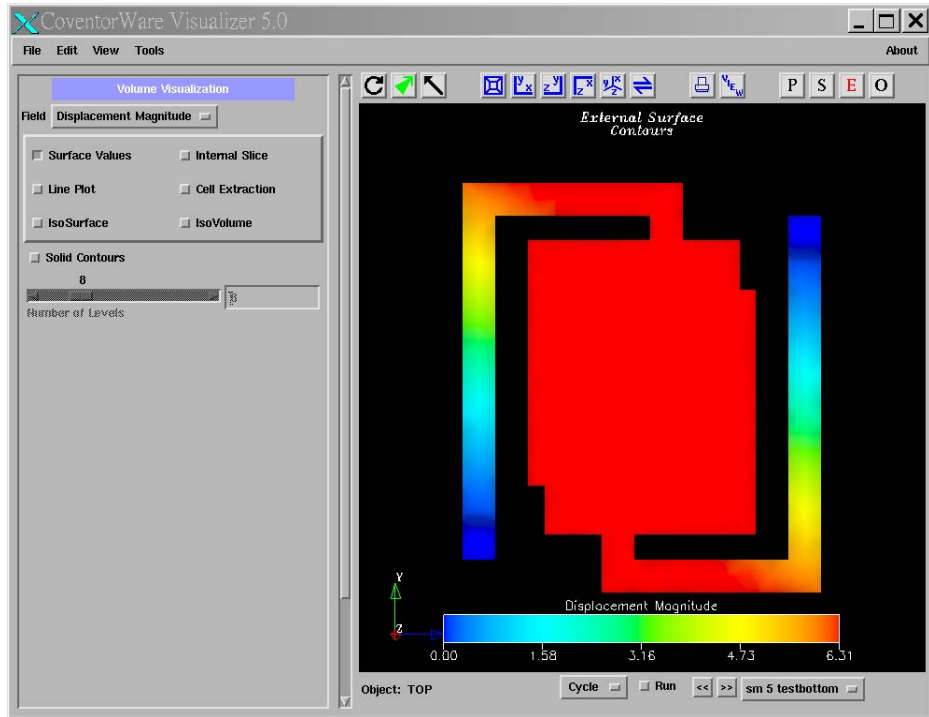 CoventorWare Visualizer 5.0
File Edit View Tools About
Volume Visualization
Field Displacement Magnitude
Surface Values Internal Slice
Line Plot Cell Extraction
IsoSurface IsoVolume
Solid Contours
8
Number of Levels
P S E O
External Surface
Contours
Y
Z
Displacement Magnitude
0.00 1.58 3.16 4.73 6.31
Object: TOP Cycle Run << >> sm 5 testbottom